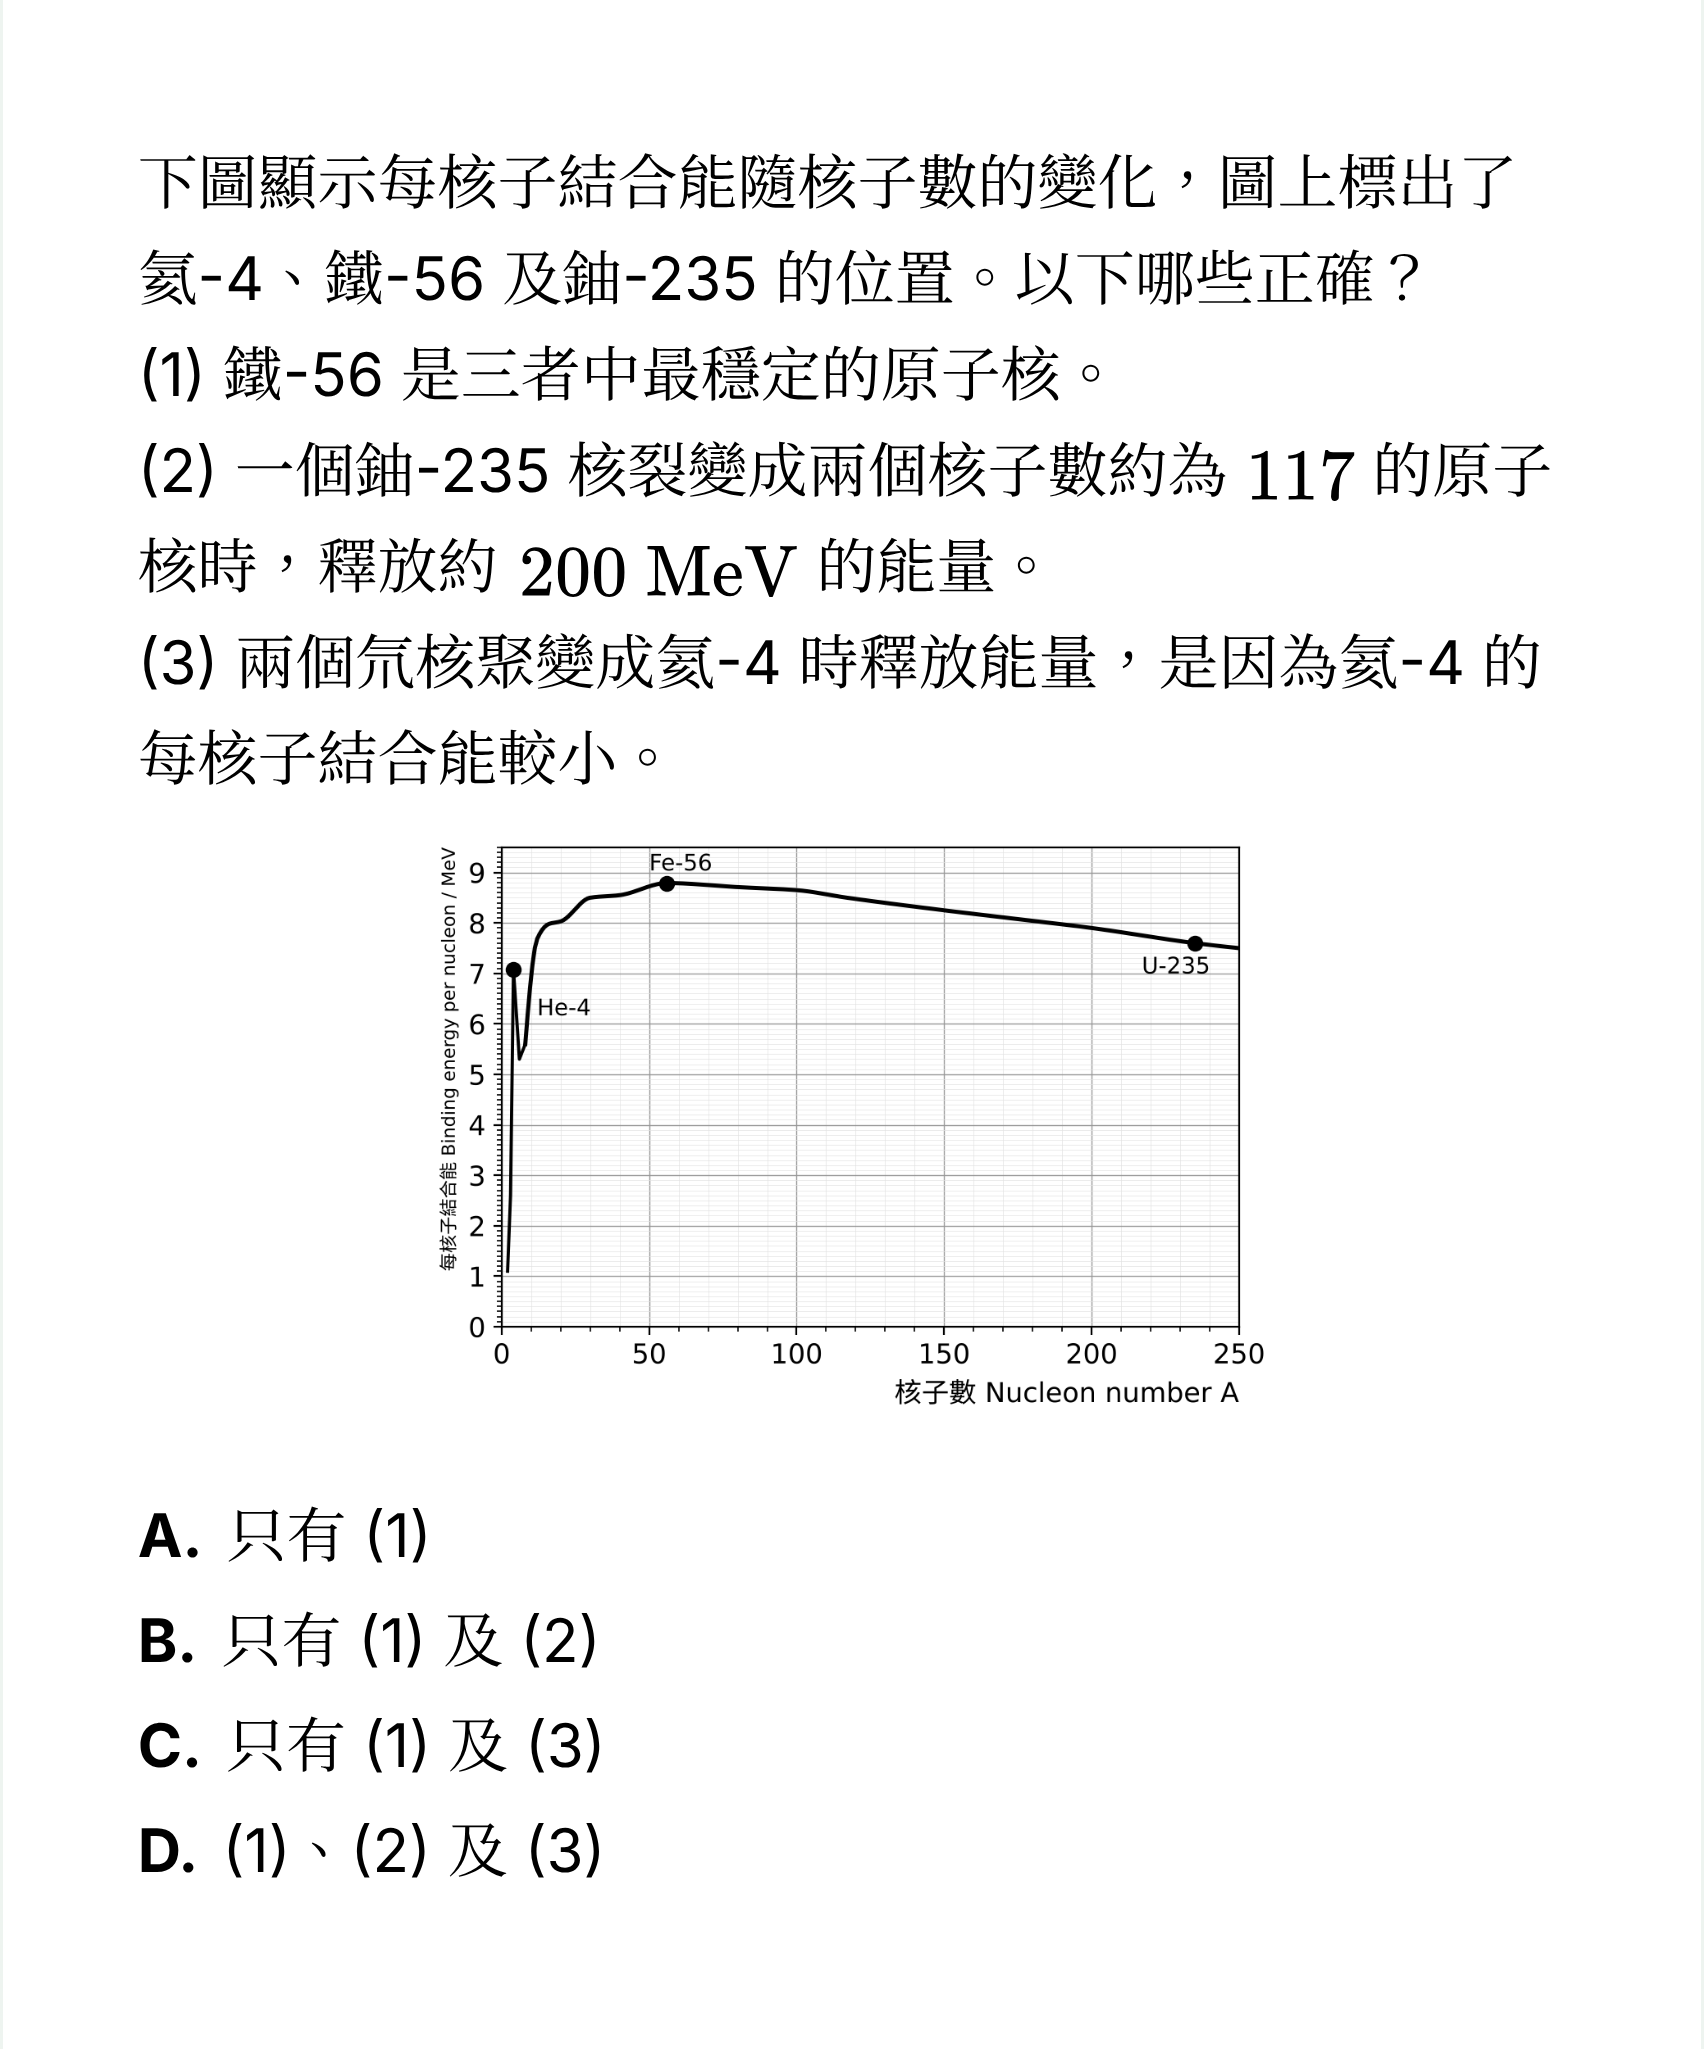 下圖顯示每核子結合能隨核子數的變化，圖上標出了
氦-4、鐵-56 及鈾-235 的位置。以下哪些正確？
(1) 鐵-56 是三者中最穩定的原子核。
(2) 一個鈾-235 核裂變成兩個核子數約為 117 的原子
核時，釋放約 200 MeV 的能量。
(3) 兩個氘核聚變成氦-4 時釋放能量，是因為氦-4 的
每核子結合能較小。
每核子結合能 Binding energy per nucleon / MeV
9
8
7
6
5
4
3
2
1
0
Fe-56
U-235
He-4
0 50 100 150 200 250
核子數 Nucleon number A
A. 只有 (1)
B. 只有 (1) 及 (2)
C. 只有 (1) 及 (3)
D. (1)、(2) 及 (3)